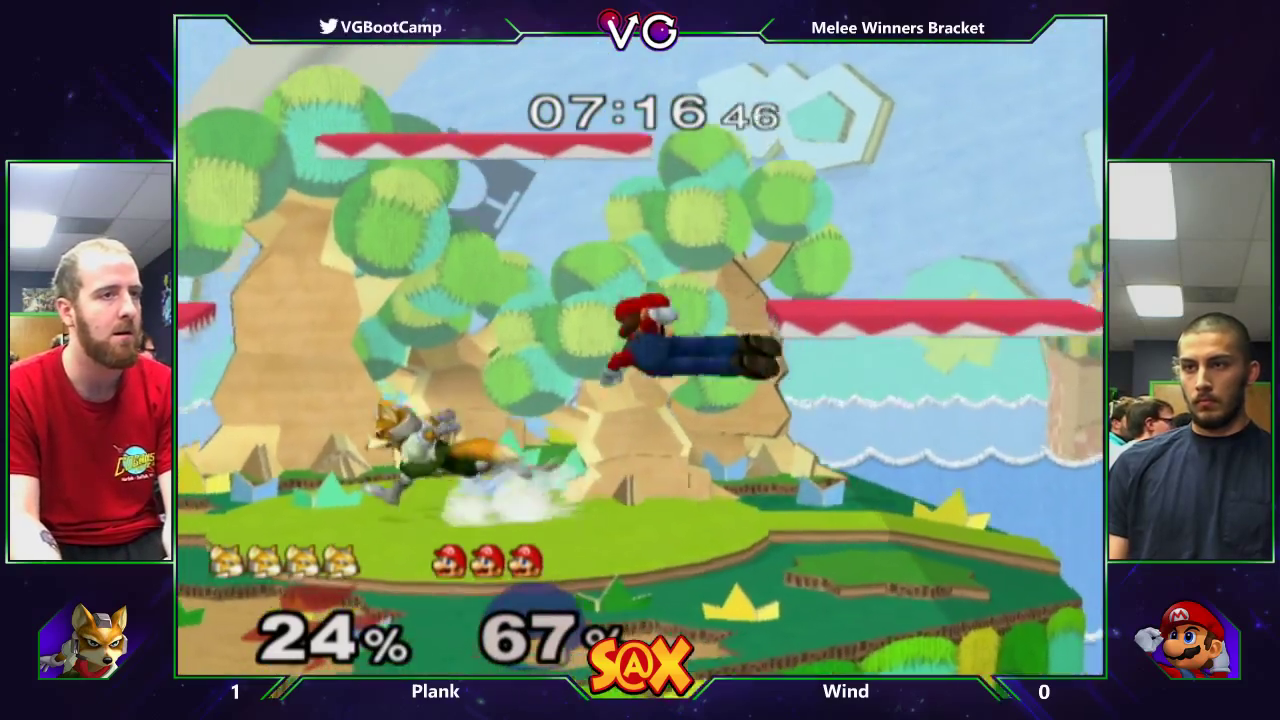 VGBootCamp
VG
Melee Winners Bracket
07:16 46
24%
67%
S@X
1
Plank
Wind
0